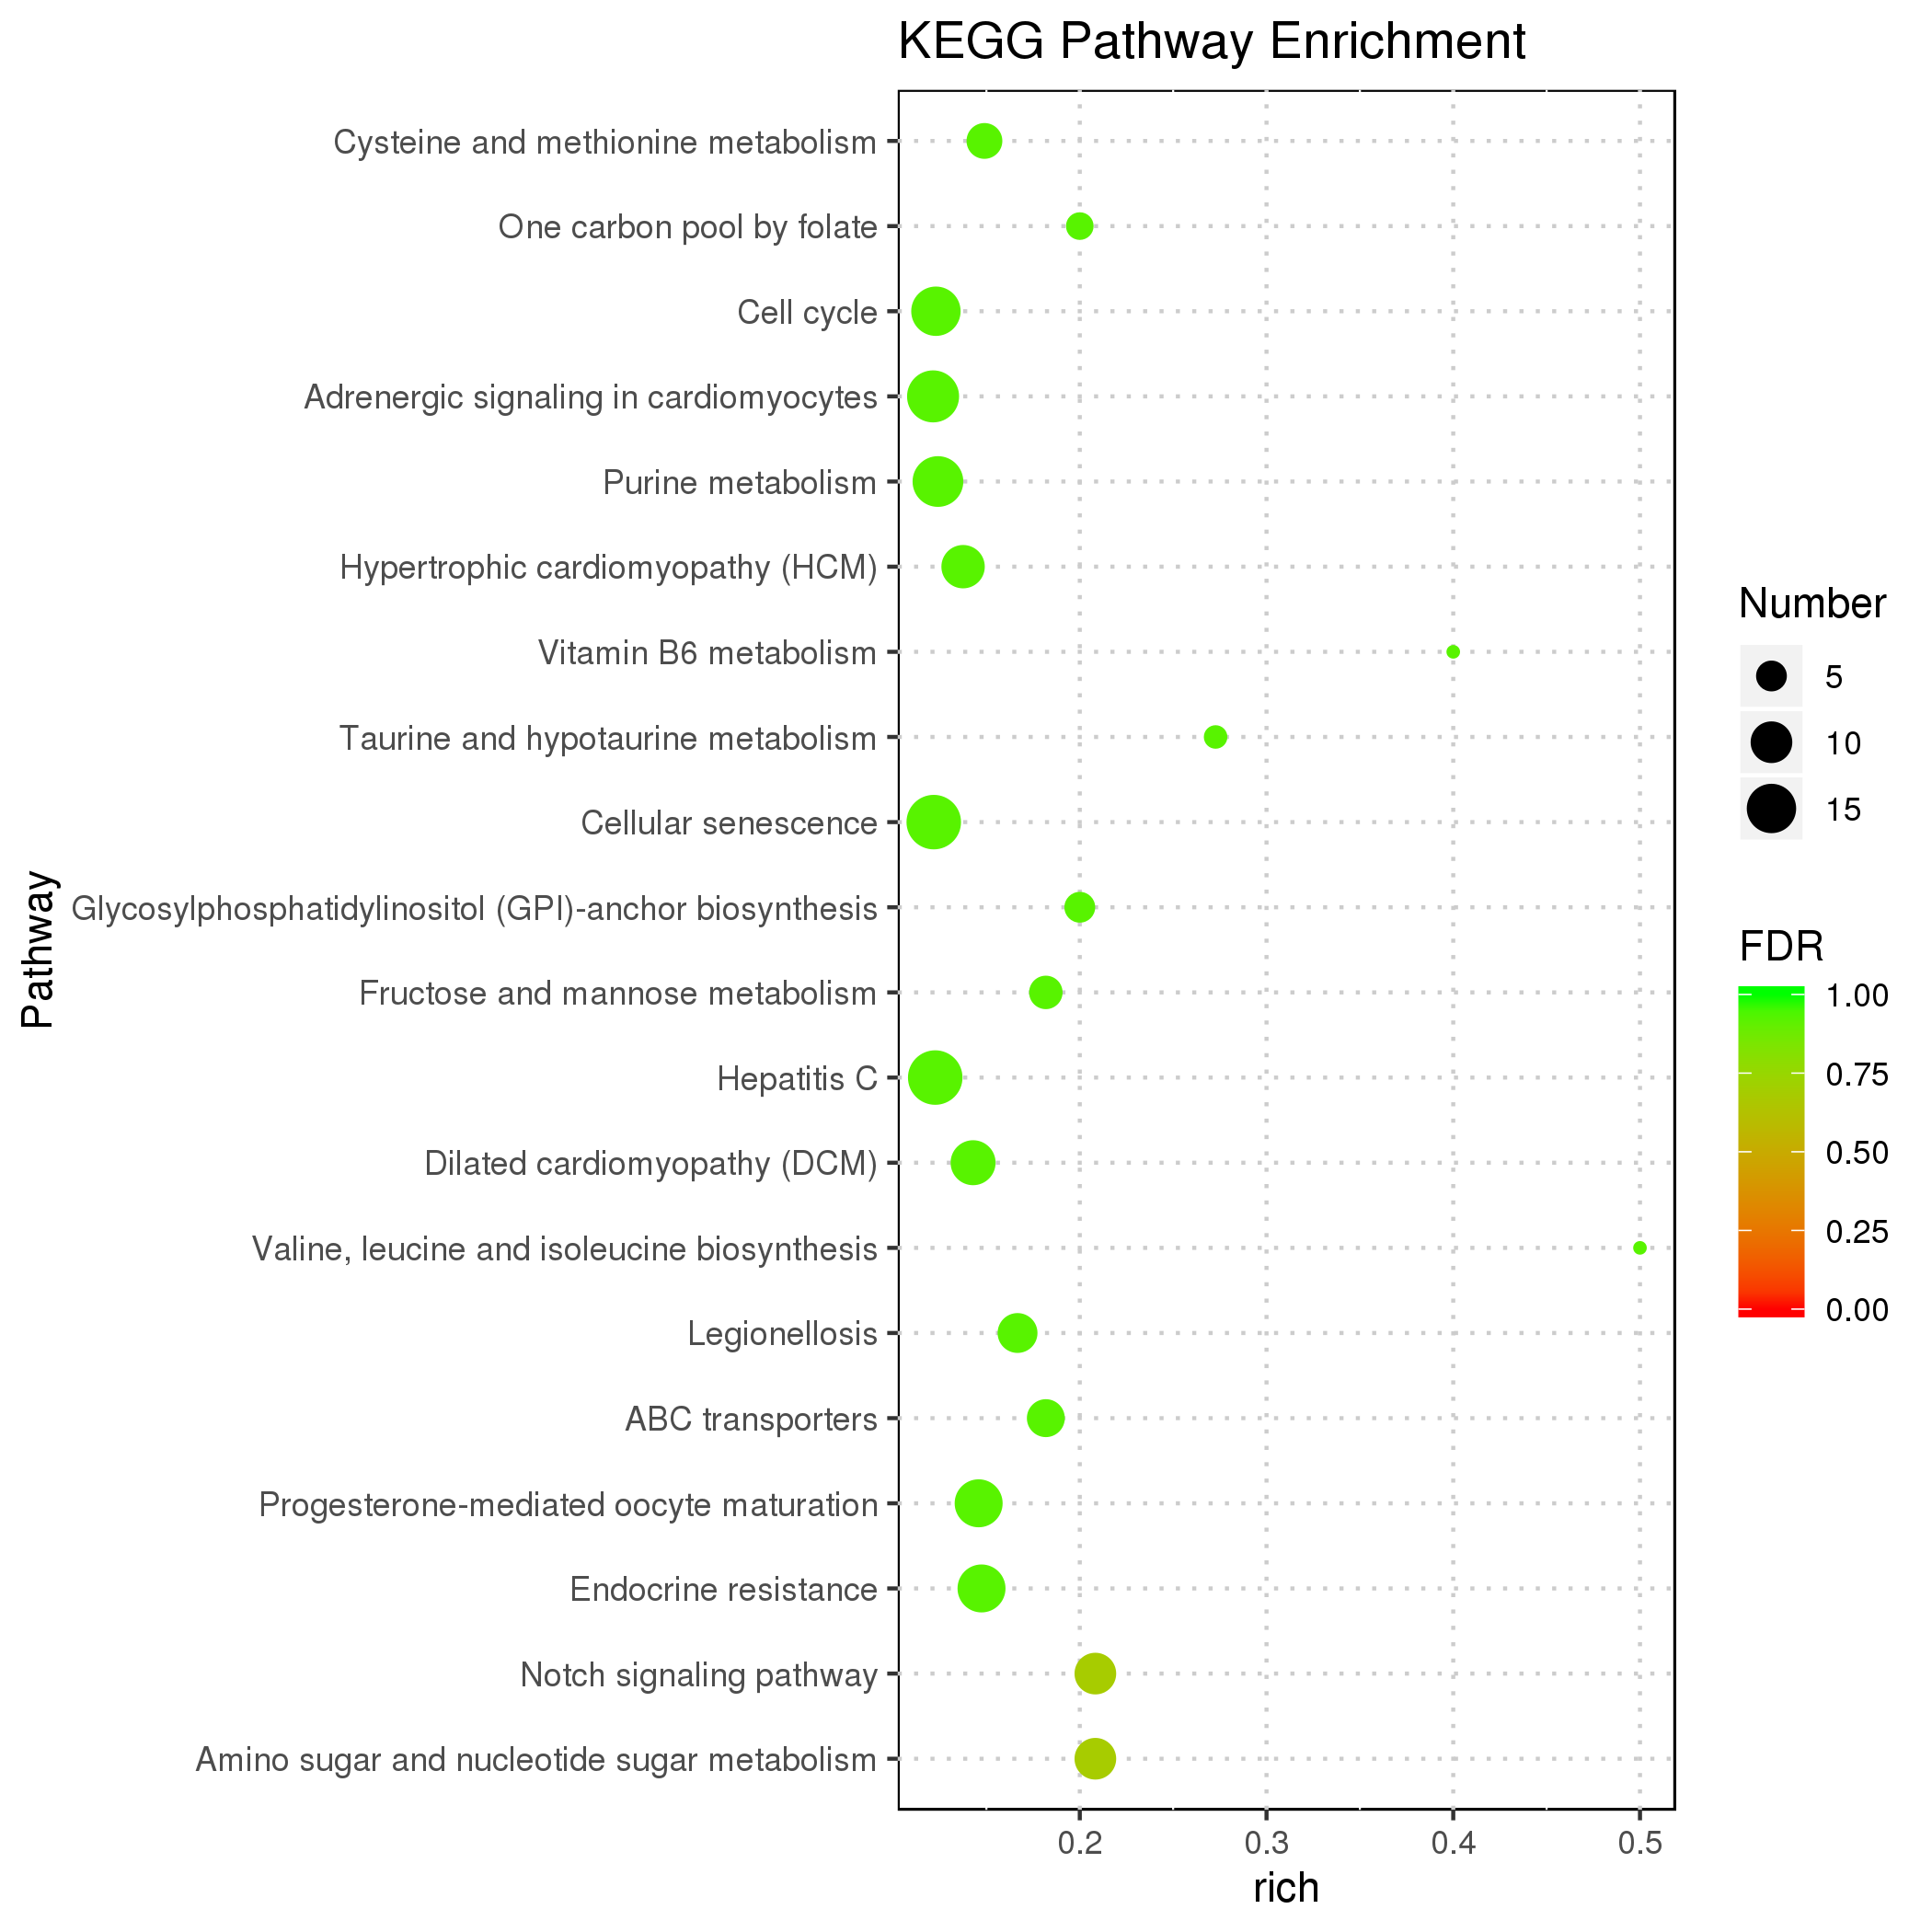 KEGG Pathway Enrichment
Cysteine and methionine metabolism
One carbon pool by folate
Cell cycle
Adrenergic signaling in cardiomyocytes
Purine metabolism
Hypertrophic cardiomyopathy (HCM)
Vitamin B6 metabolism
Taurine and hypotaurine metabolism
Cellular senescence
Glycosylphosphatidylinositol (GPI)-anchor biosynthesis
Fructose and mannose metabolism
Hepatitis C
Dilated cardiomyopathy (DCM)
Valine, leucine and isoleucine biosynthesis
Legionellosis
ABC transporters
Progesterone-mediated oocyte maturation
Endocrine resistance
Notch signaling pathway
Amino sugar and nucleotide sugar metabolism
Pathway
0.2 0.3 0.4 0.5
rich
Number
5
10
15
FDR
1.00
0.75
0.50
0.25
0.00